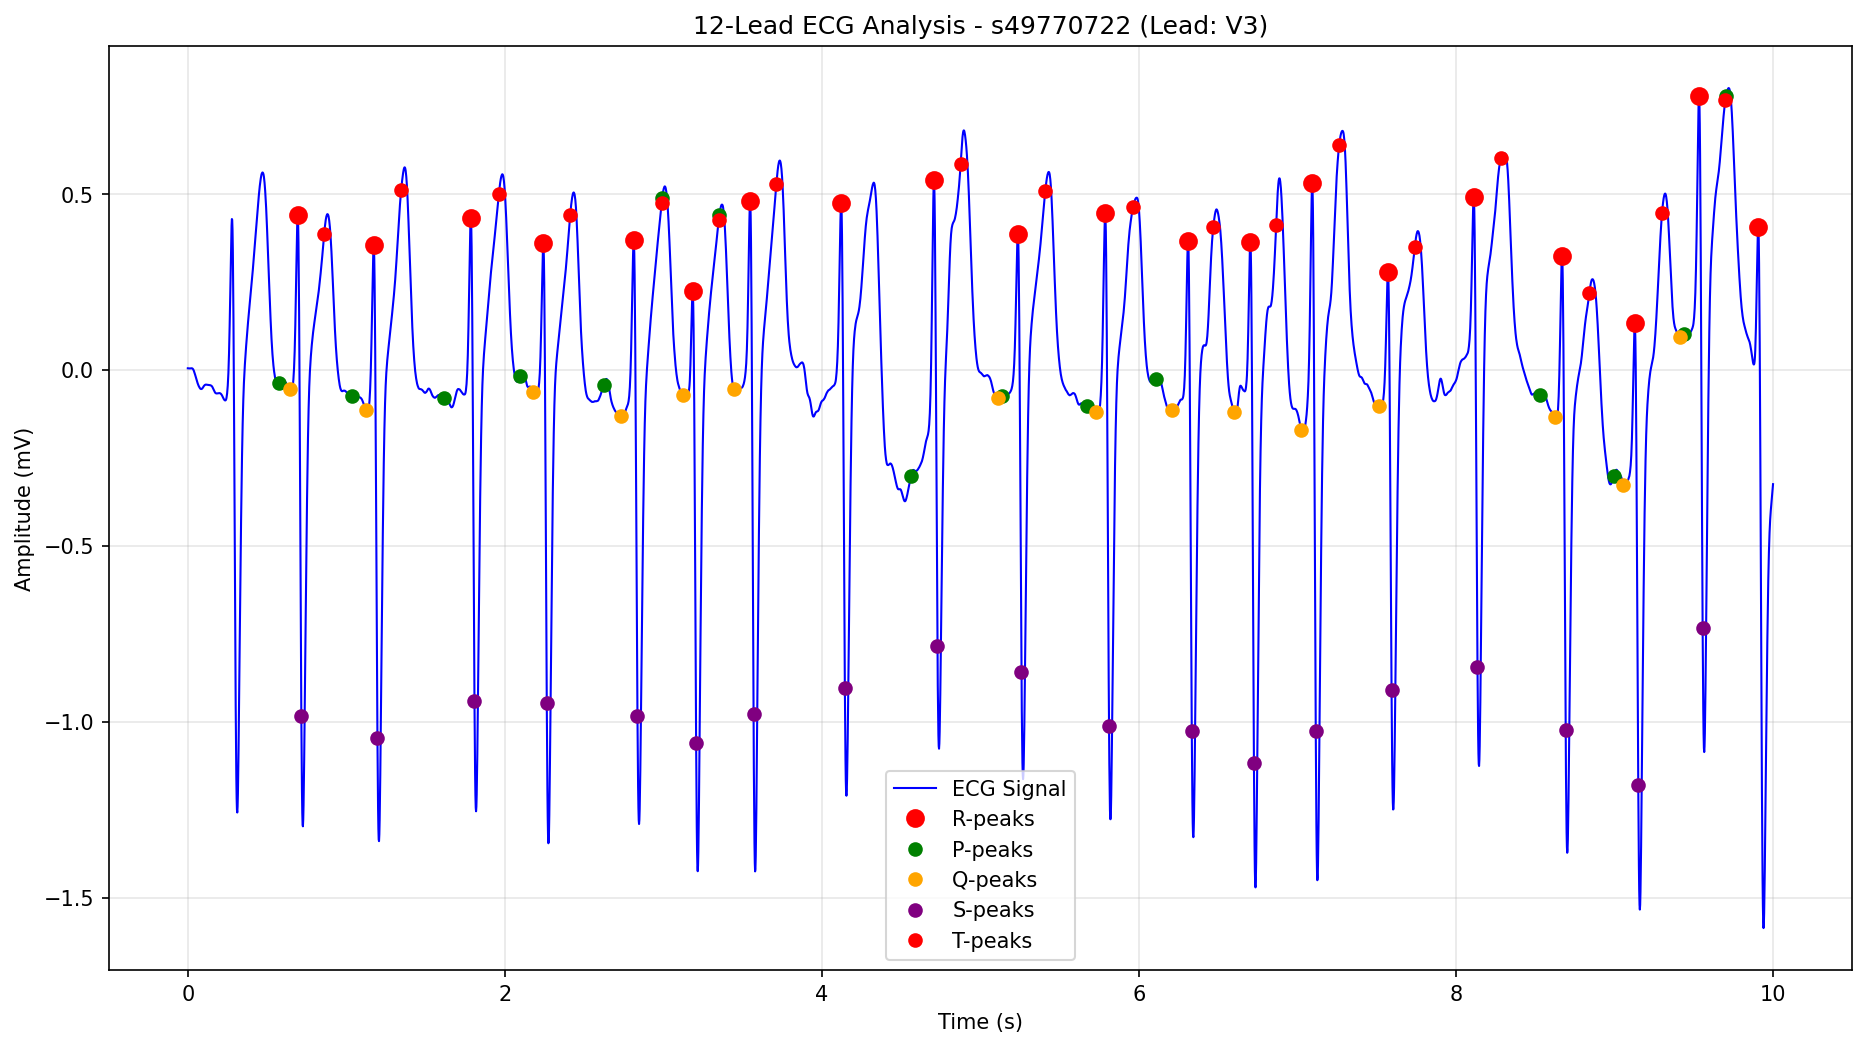 12-Lead ECG Analysis - s49770722 (Lead: V3)
Amplitude (mV)
0.5
0.0
−0.5
−1.0
−1.5
ECG Signal
R-peaks
P-peaks
Q-peaks
S-peaks
T-peaks
0 2 4 6 8 10
Time (s)